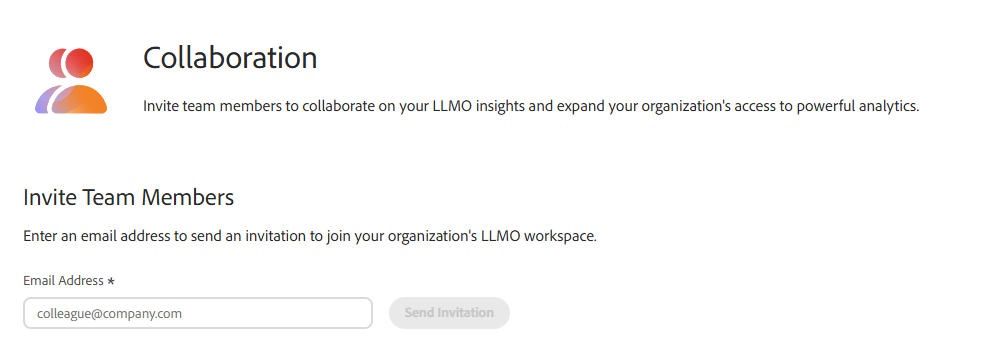 Collaboration
Invite team members to collaborate on your LLMO insights and expand your organization's access to powerful analytics.
Invite Team Members
Enter an email address to send an invitation to join your organization's LLMO workspace.
Email Address *
colleague@company.com
Send Invitation